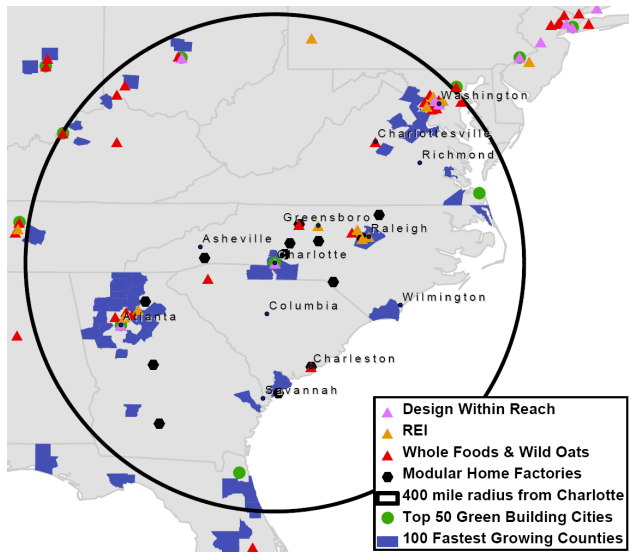 Washington
Charlottesville
Richmond
Greensboro
Raleigh
Asheville
Charlotte
Columbia
Wilmington
Atlanta
Charleston
Savannah
Design Within Reach
REI
Whole Foods & Wild Oats
Modular Home Factories
400 mile radius from Charlotte
Top 50 Green Building Cities
100 Fastest Growing Counties